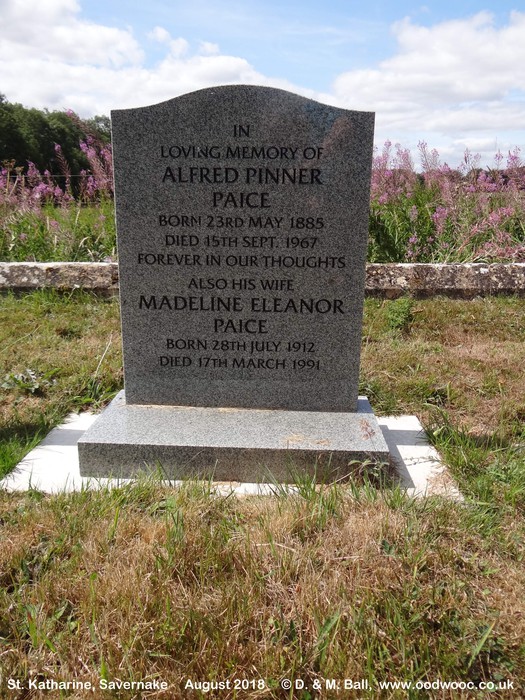 IN
LOVING MEMORY OF
ALFRED PINNER
PAICE
BORN 23RD MAY 1885
DIED 15TH SEPT. 1967
FOREVER IN OUR THOUGHTS
ALSO HIS WIFE
MADELINE ELEANOR
PAICE
BORN 28TH JULY 1912
DIED 17TH MARCH 1991
St. Katharine, Savernake August 2018 © D. & M. Ball, www.oodwooc.co.uk